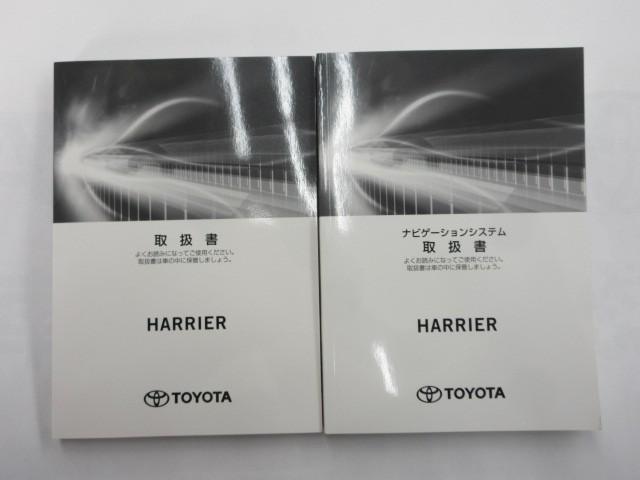 取扱書
よくお読みになってご使用ください。
取扱書は車の中に保管しましょう。
HARRIER
TOYOTA
ナビゲーションシステム
取扱書
よくお読みになってご使用ください。
取扱書は車の中に保管しましょう。
HARRIER
TOYOTA